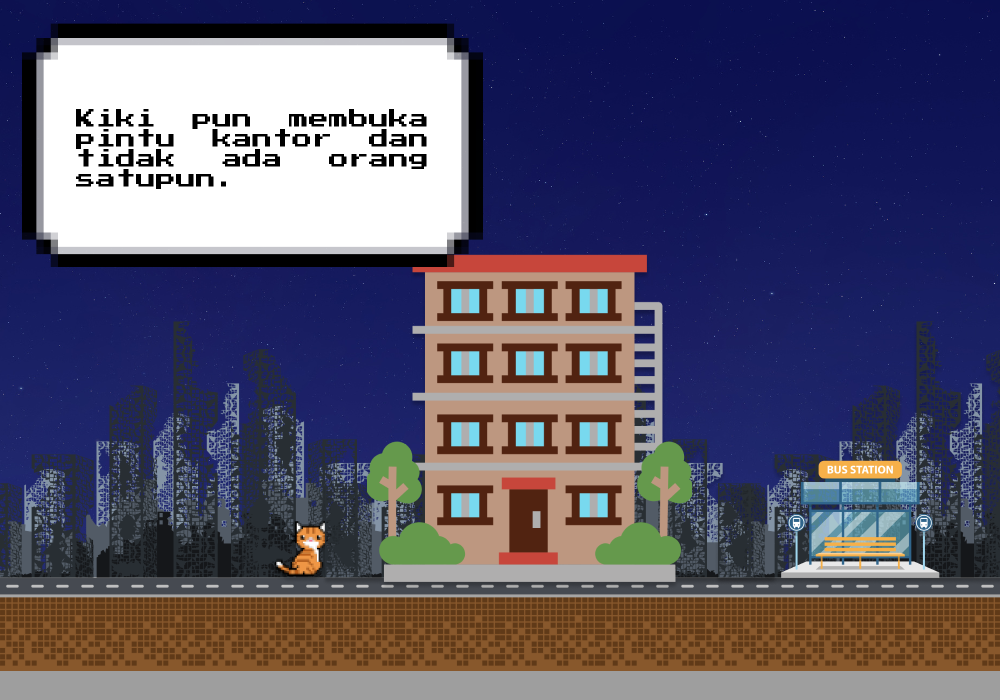 Kiki pun membuka
pintu kantor dan
tidak ada orang
satupun.
BUS STATION